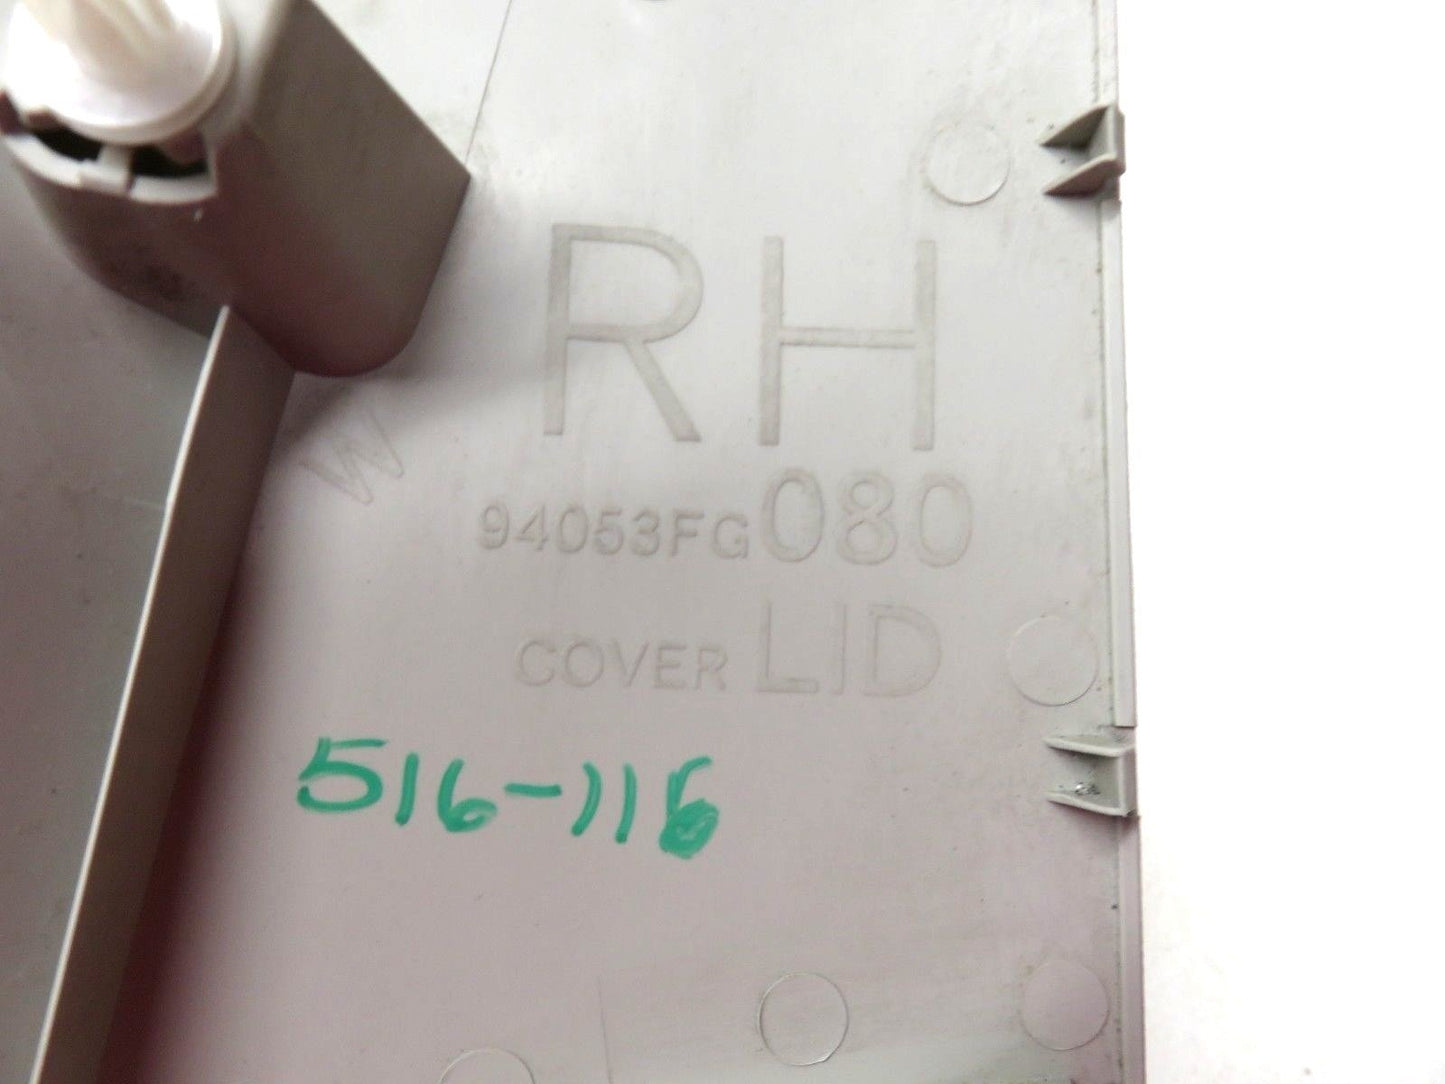 RH
W
94053FG080
COVER LID
516-116